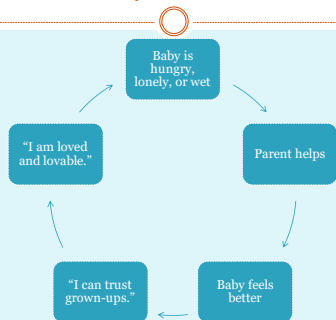 Baby is
hungry,
lonely, or wet
Parent helps
Baby feels
better
“I can trust
grown-ups.”
“I am loved
and lovable.”